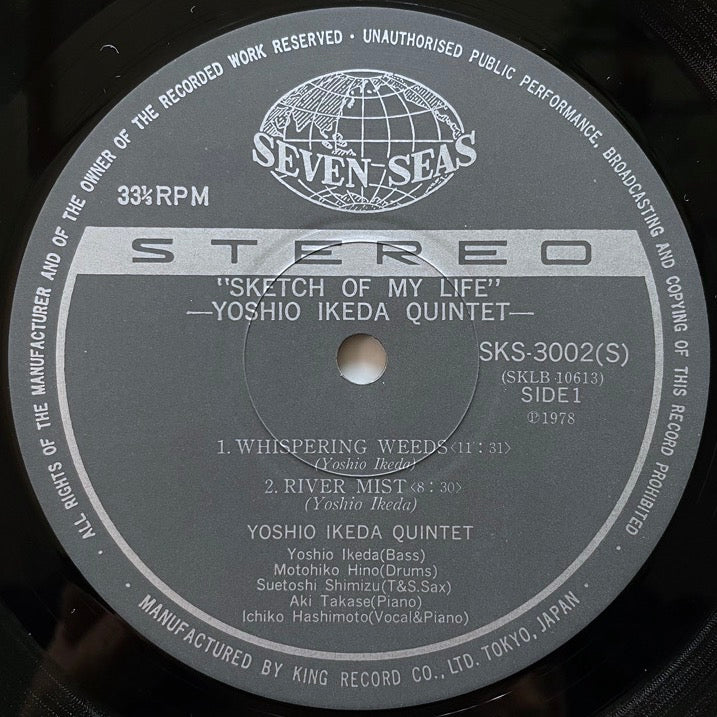 ALL RIGHTS OF THE MANUFACTURER AND OF THE OWNER OF THE RECORDED WORK RESERVED · UNAUTHORISED PUBLIC PERFORMANCE, BROADCASTING AND COPYING OF THIS RECORD PROHIBITED
SEVEN SEAS
33⅓RPM
STEREO
"SKETCH OF MY LIFE"
—YOSHIO IKEDA QUINTET—
SKS-3002(S)
(SKLB 10613)
SIDE1
℗1978
1. WHISPERING WEEDS〈11:31〉
(Yoshio Ikeda)
2. RIVER MIST〈8:30〉
(Yoshio Ikeda)
YOSHIO IKEDA QUINTET
Yoshio Ikeda(Bass)
Motohiko Hino(Drums)
Suetoshi Shimizu(T&S.Sax)
Aki Takase(Piano)
Ichiko Hashimoto(Vocal&Piano)
· MANUFACTURED BY KING RECORD CO., LTD. TOKYO, JAPAN ·